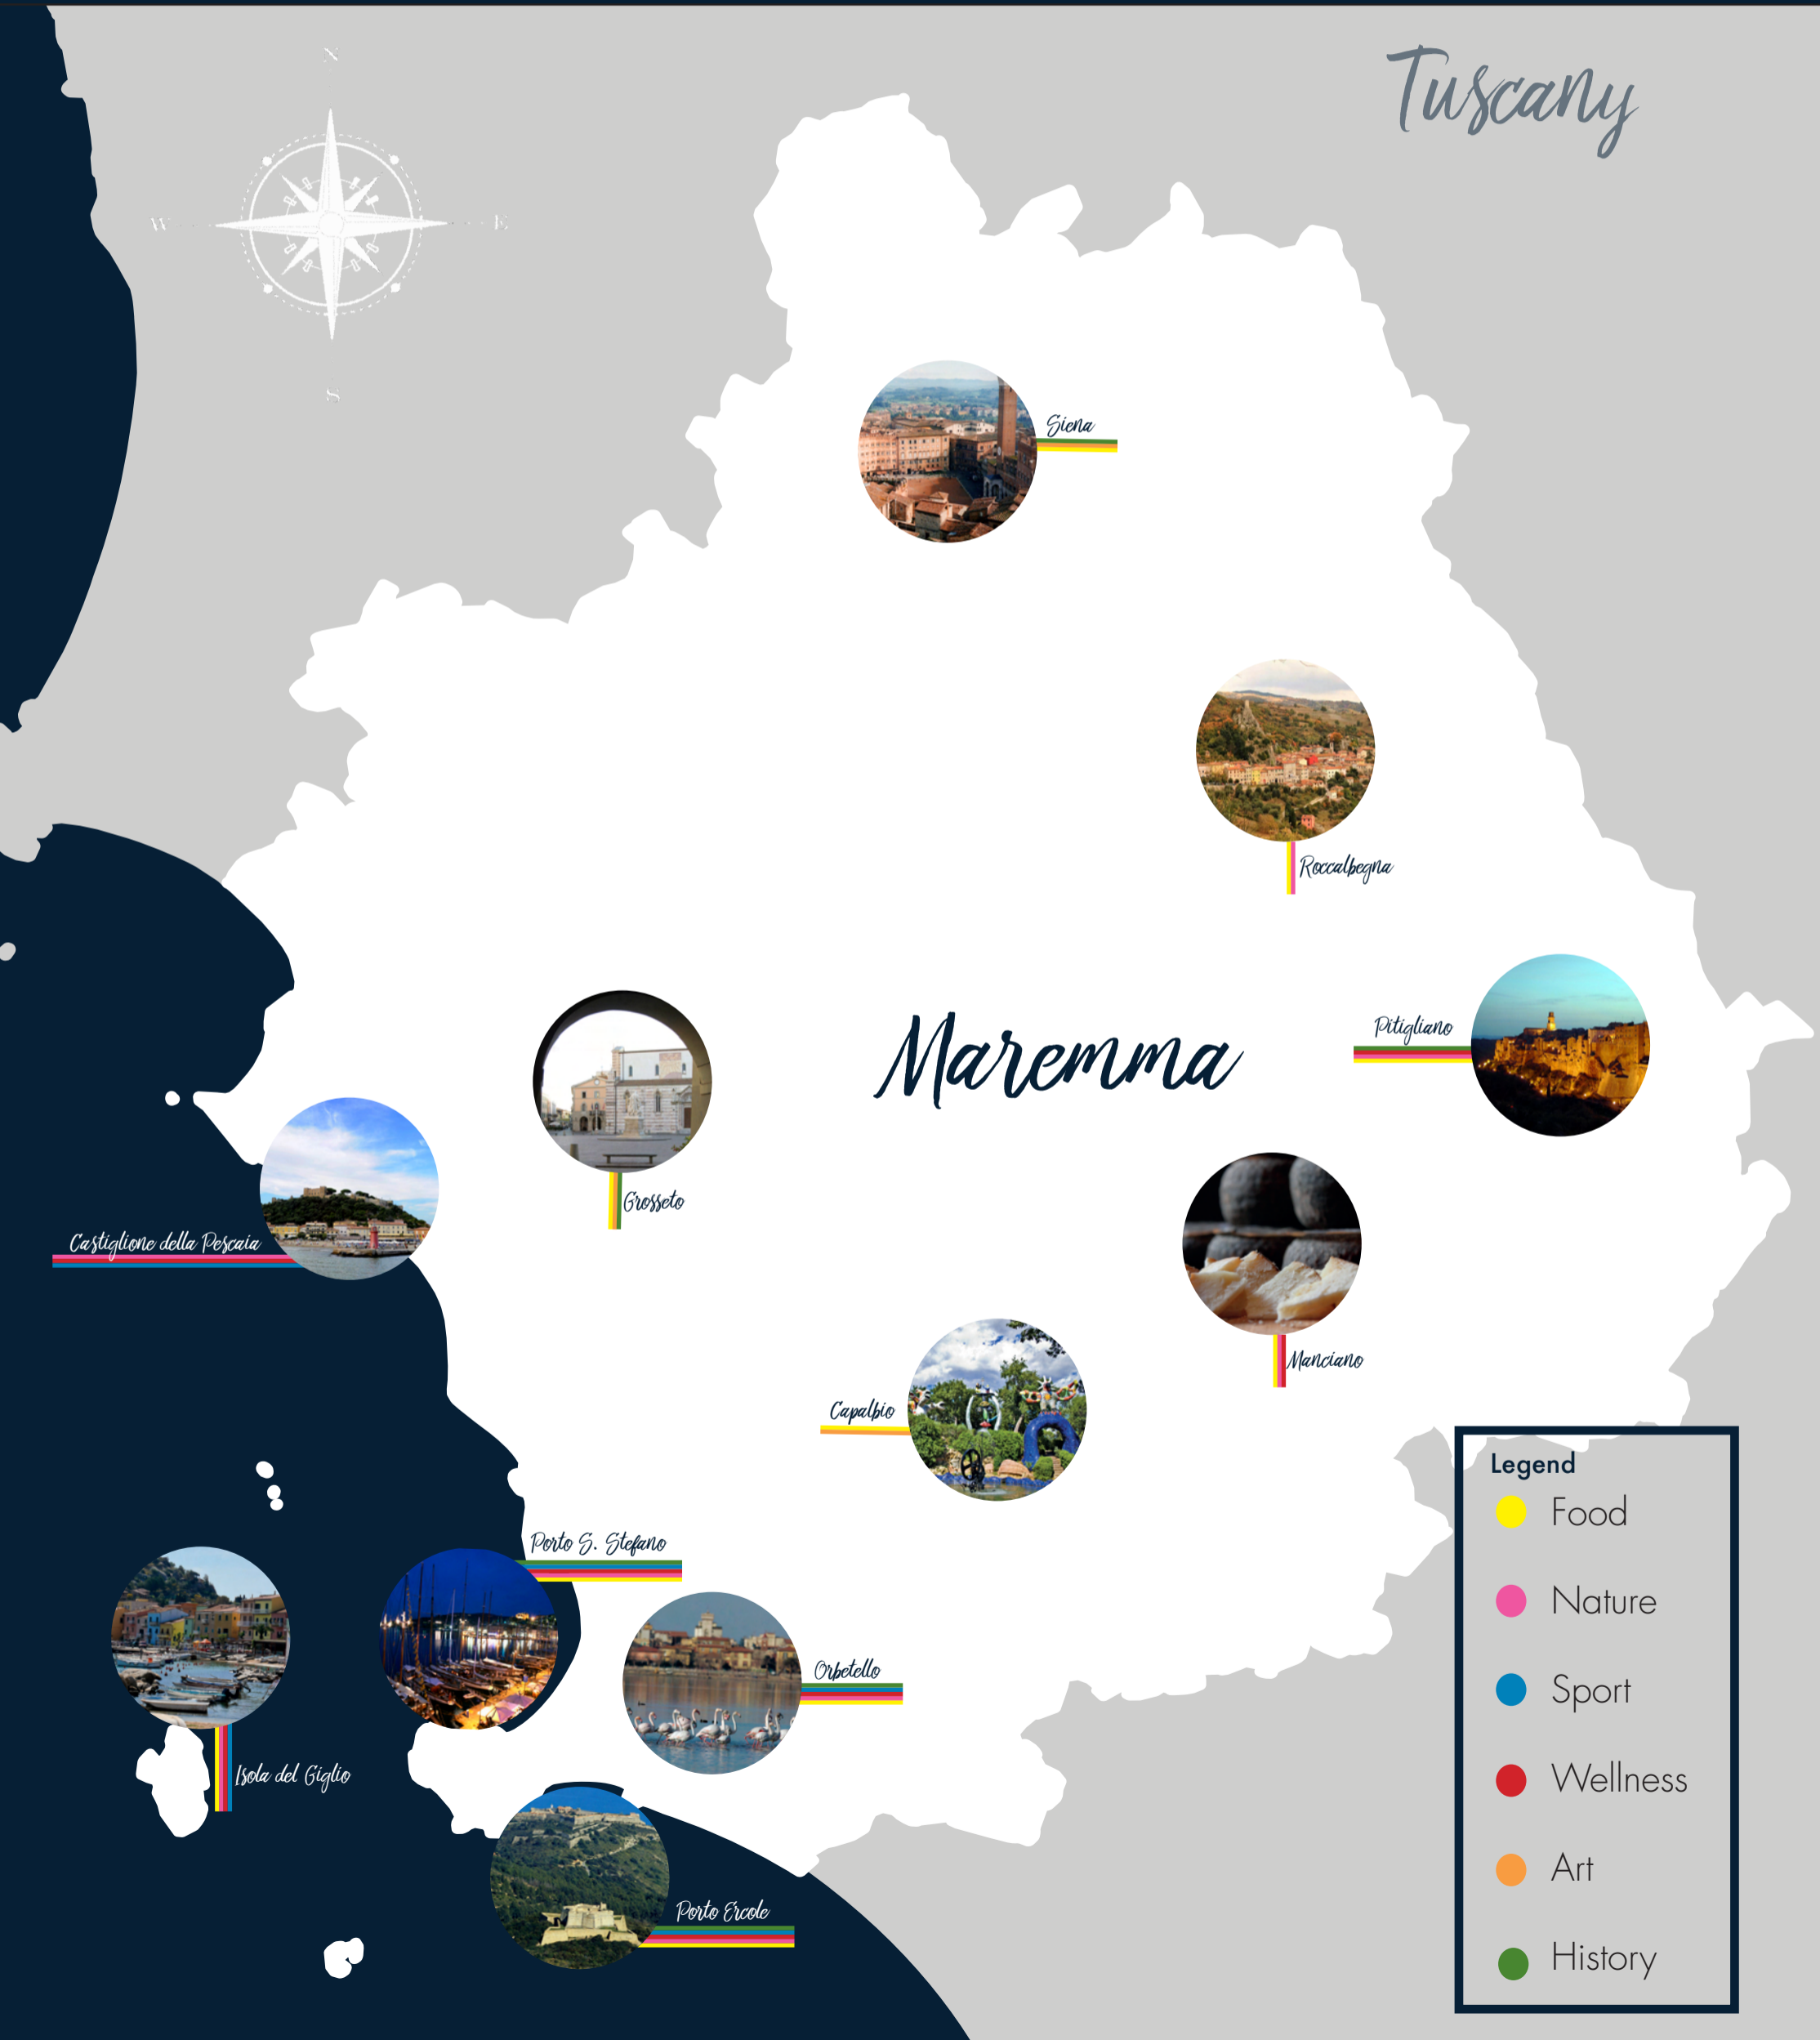 Tuscany
N
W
E
S
Siena
Roccalbegna
Maremma
Pitigliano
Grosseto
Castiglione della Pescaia
Manciano
Capalbio
Porto S. Stefano
Orbetello
Isola del Giglio
Porto Ercole
Legend
Food
Nature
Sport
Wellness
Art
History